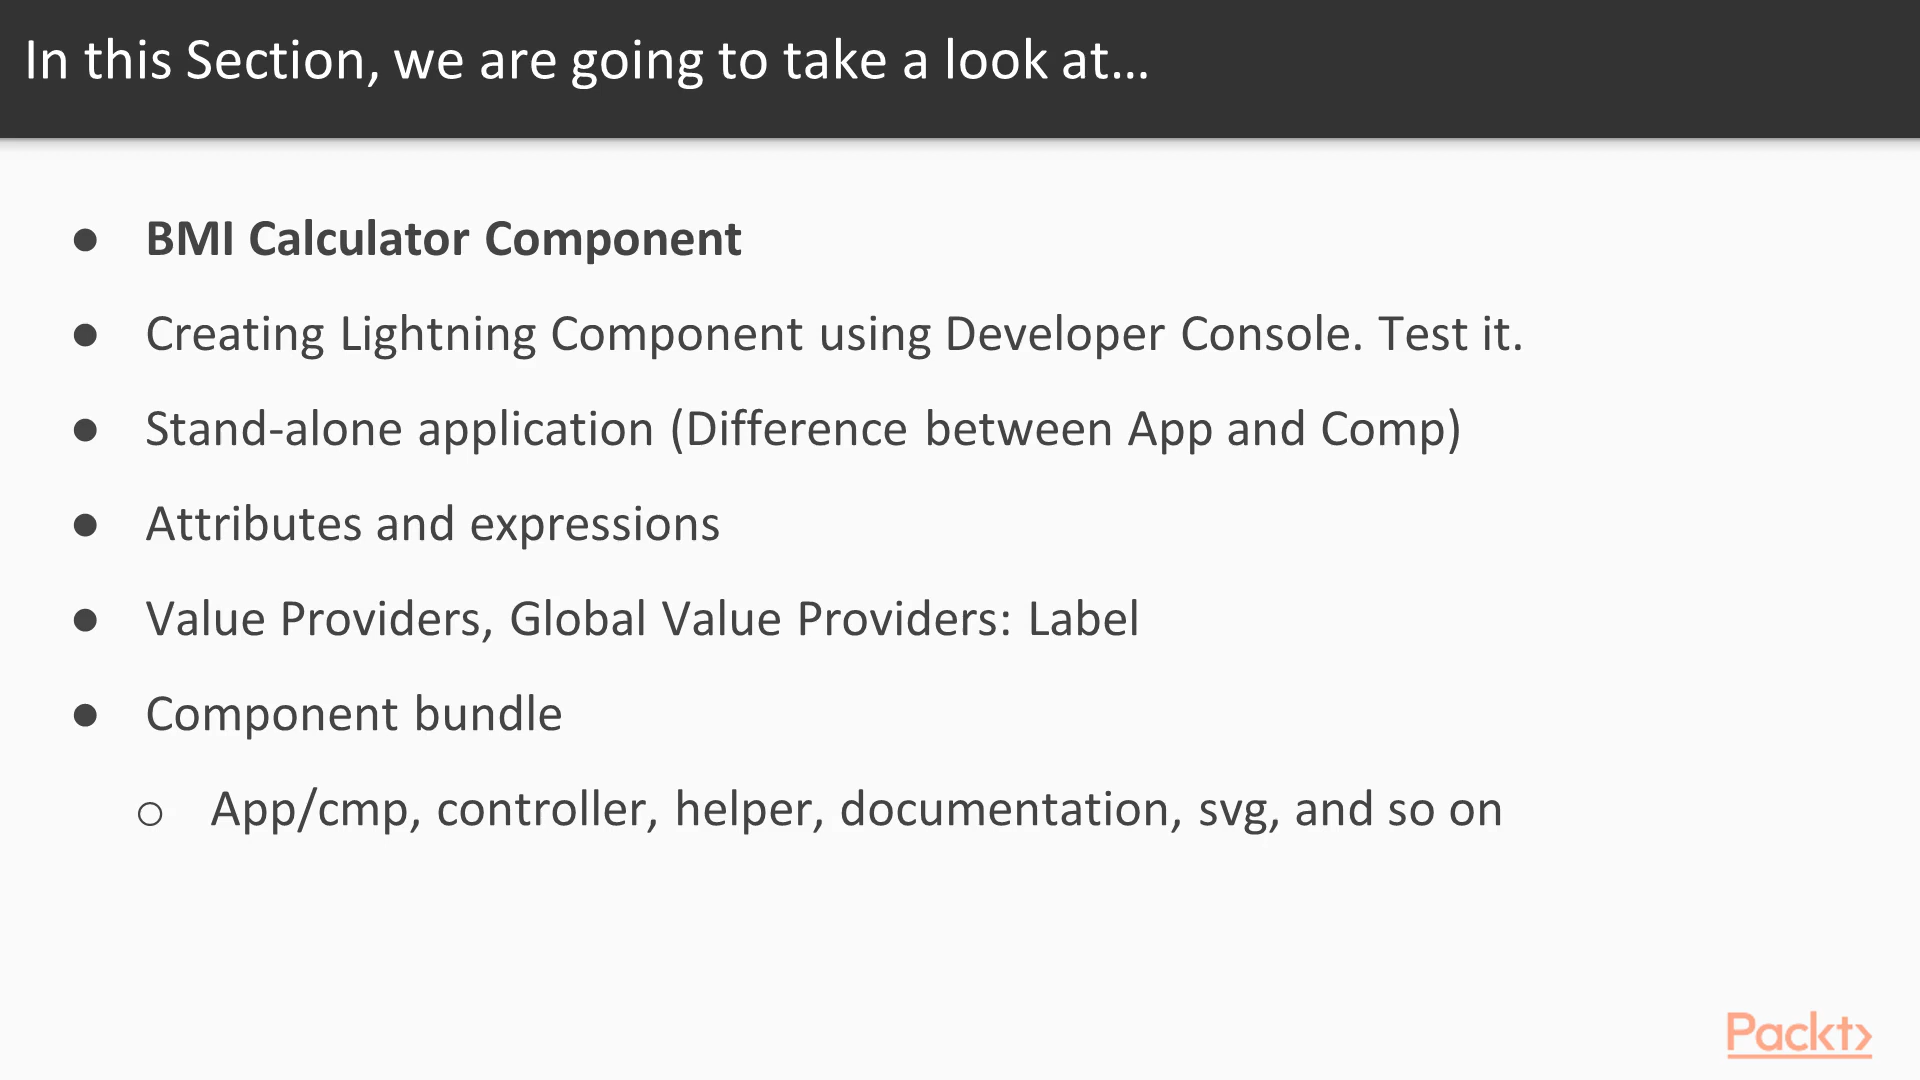 In this Section, we are going to take a look at…
● BMI Calculator Component
● Creating Lightning Component using Developer Console. Test it.
● Stand-alone application (Difference between App and Comp)
● Attributes and expressions
● Value Providers, Global Value Providers: Label
● Component bundle
○ App/cmp, controller, helper, documentation, svg, and so on
Packt>